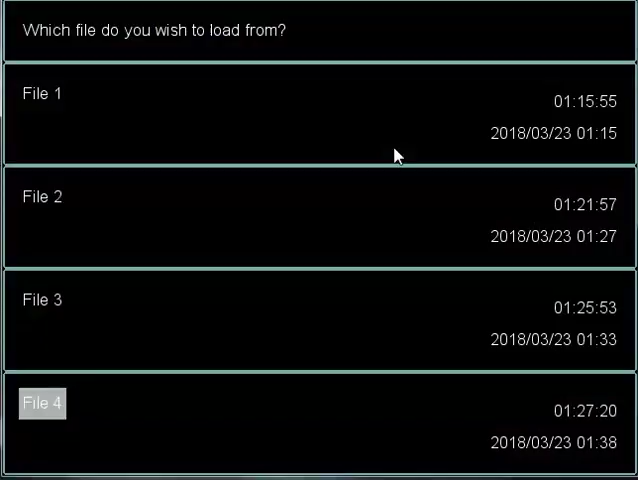 Which file do you wish to load from?
File 1
01:15:55
2018/03/23 01:15
File 2
01:21:57
2018/03/23 01:27
File 3
01:25:53
2018/03/23 01:33
File 4
01:27:20
2018/03/23 01:38